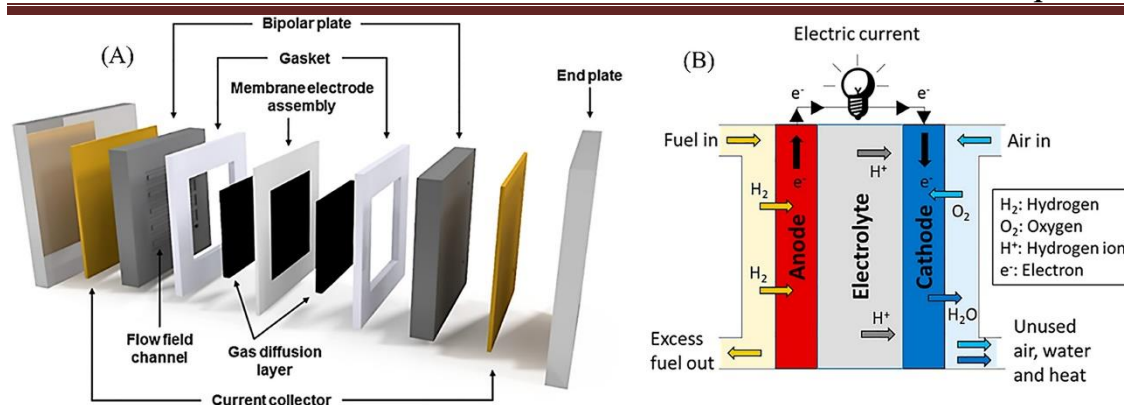 (A)
Bipolar plate
Gasket
Membrane electrode
assembly
End plate
Flow field
channel
Gas diffusion
layer
Current collector
(B)
Electric current
e-
e-
Fuel in
Air in
H+
e-
e-
H2
O2
Anode
Electrolyte
Cathode
H2
H2O
H+
Excess
fuel out
Unused
air, water
and heat
H2: Hydrogen
O2: Oxygen
H+: Hydrogen ion
e-: Electron